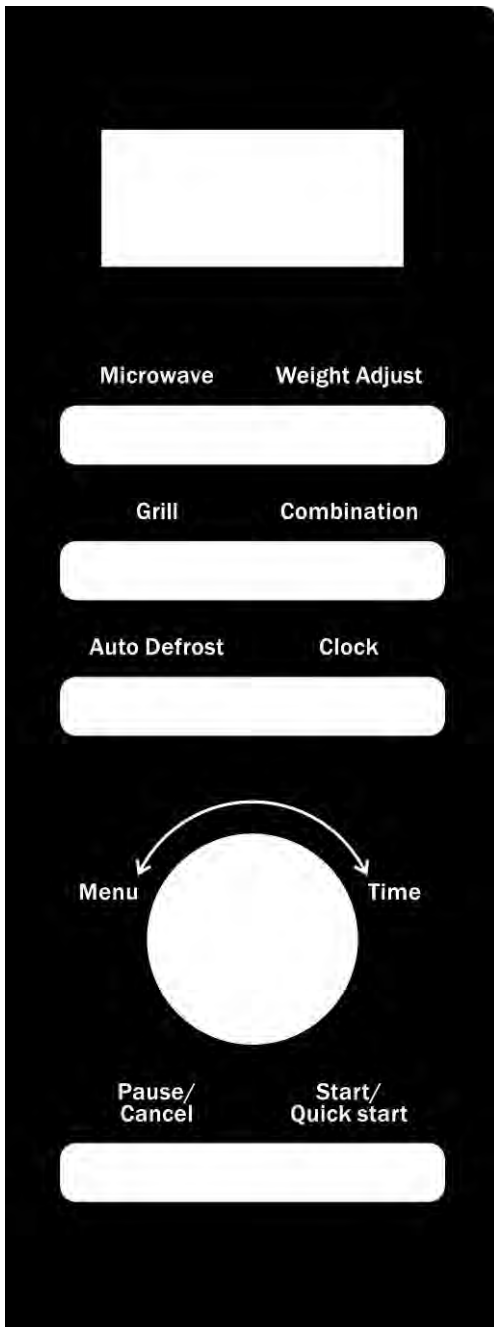 Microwave Weight Adjust
Grill Combination
Auto Defrost Clock
Menu Time
Pause/ Start/
Cancel Quick start